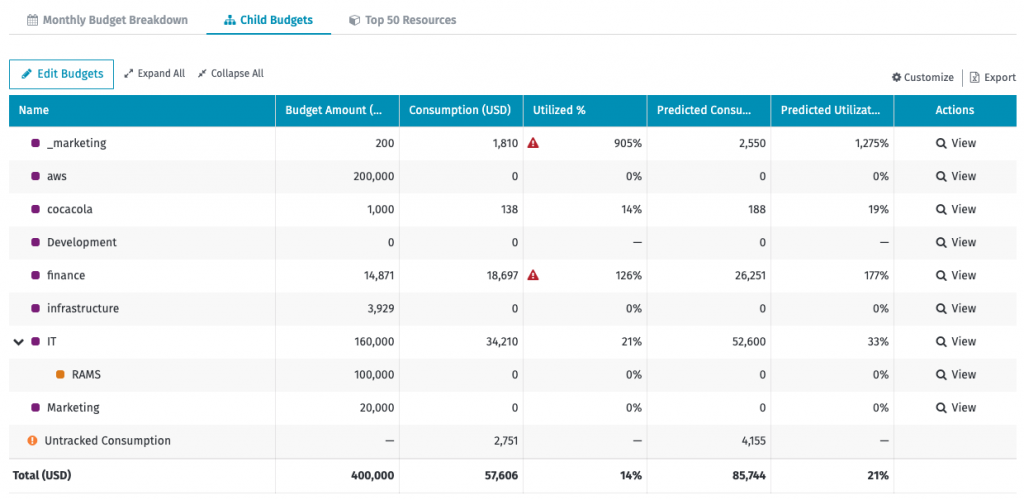 Monthly Budget Breakdown Child Budgets Top 50 Resources
Edit Budgets Expand All Collapse All Customize Export
Name Budget Amount (... Consumption (USD) Utilized % Predicted Consu... Predicted Utilizat... Actions
_marketing 200 1,810 905% 2,550 1,275% View
aws 200,000 0 0% 0 0% View
cocacola 1,000 138 14% 188 19% View
Development 0 0 — 0 — View
finance 14,871 18,697 126% 26,251 177% View
infrastructure 3,929 0 0% 0 0% View
IT 160,000 34,210 21% 52,600 33% View
RAMS 100,000 0 0% 0 0% View
Marketing 20,000 0 0% 0 0% View
Untracked Consumption — 2,751 — 4,155 —
Total (USD) 400,000 57,606 14% 85,744 21%